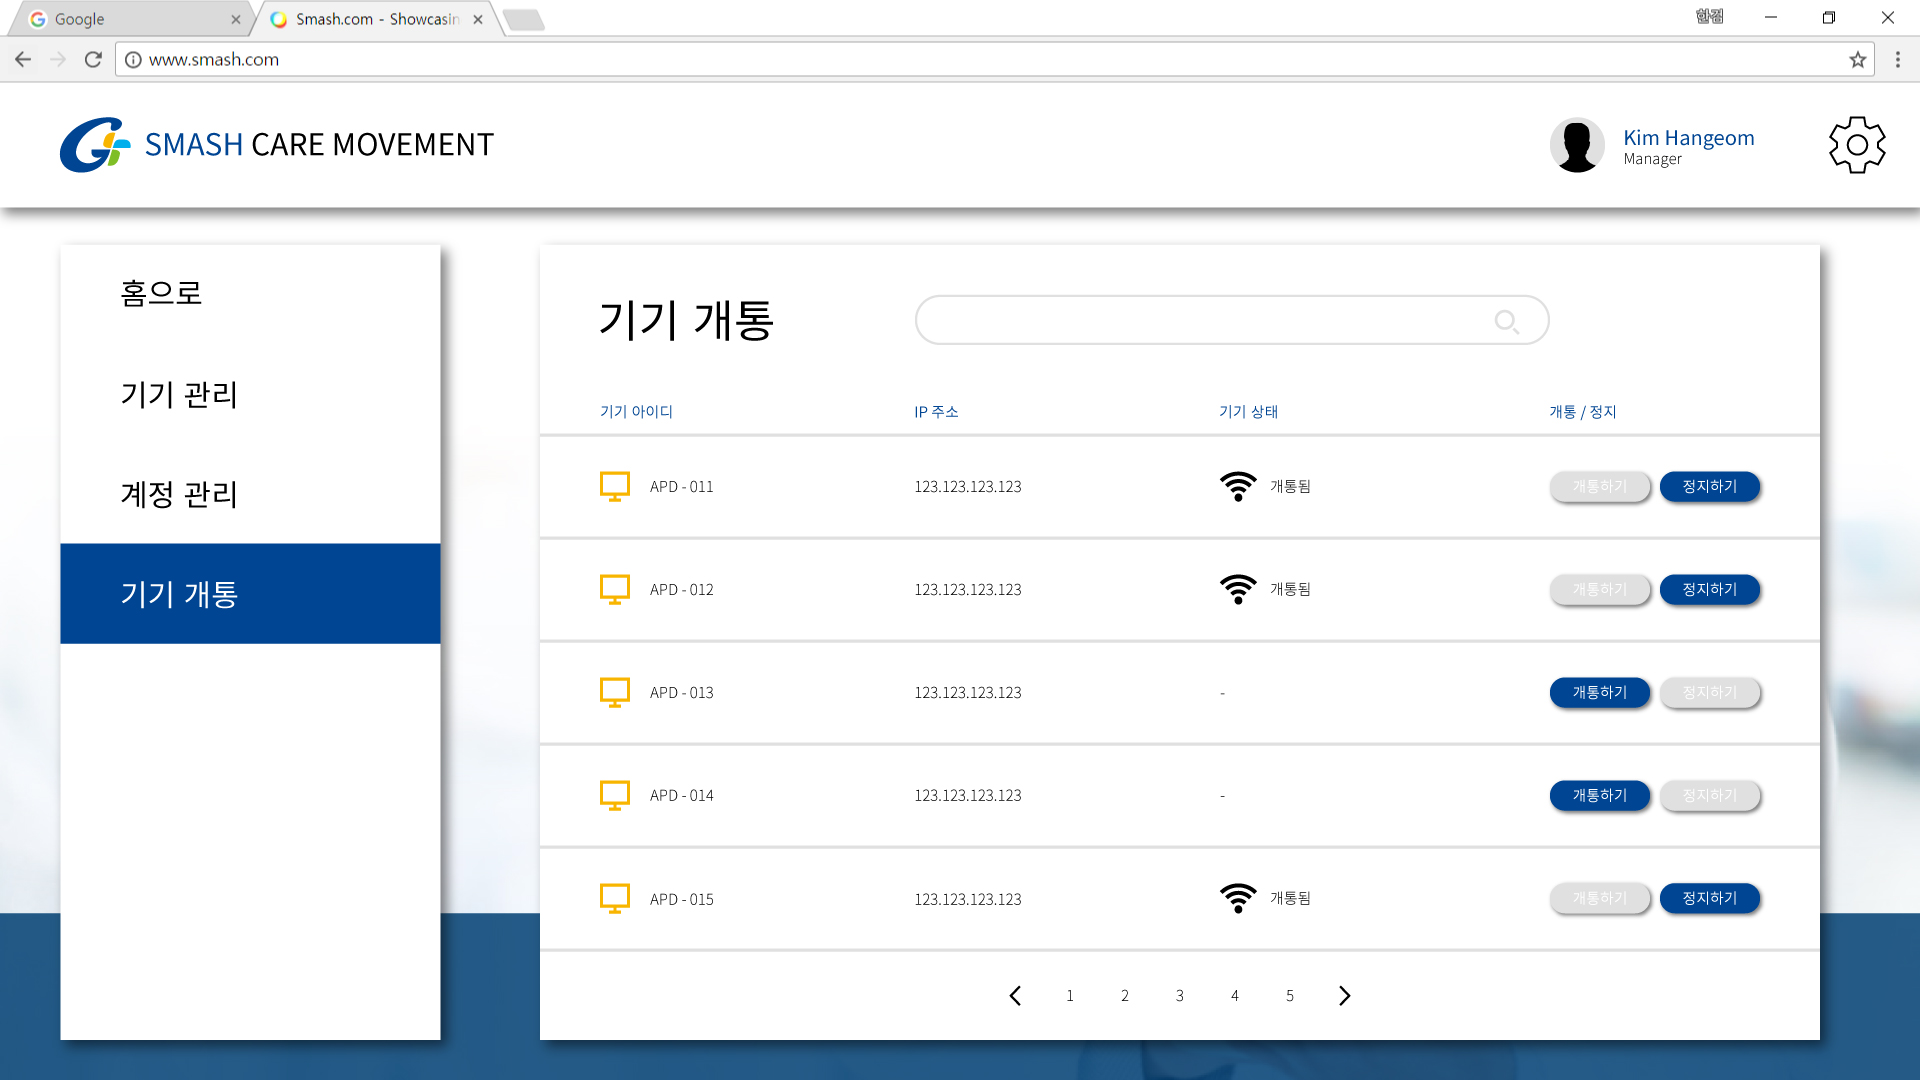 Google
Smash.com - Showcasin
한검
www.smash.com
SMASH CARE MOVEMENT
Kim Hangeom
Manager
홈으로
기기 관리
계정 관리
기기 개통
기기 개통
기기 아이디 IP 주소 기기 상태 개통 / 정지
APD - 011 123.123.123.123 개통됨 개통하기 정지하기
APD - 012 123.123.123.123 개통됨 개통하기 정지하기
APD - 013 123.123.123.123 - 개통하기 정지하기
APD - 014 123.123.123.123 - 개통하기 정지하기
APD - 015 123.123.123.123 개통됨 개통하기 정지하기
1 2 3 4 5